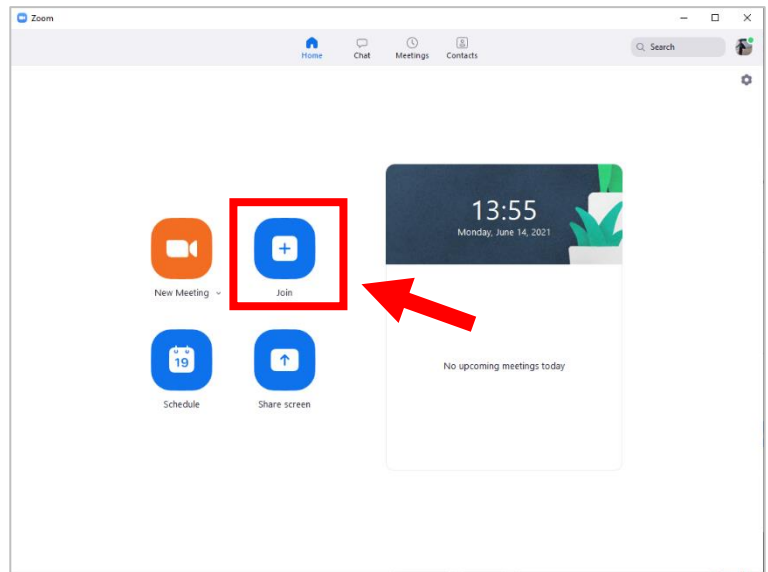 Zoom
Home
Chat
Meetings
Contacts
Search
13:55
Monday, June 14, 2021
New Meeting
Join
19
Schedule
Share screen
No upcoming meetings today